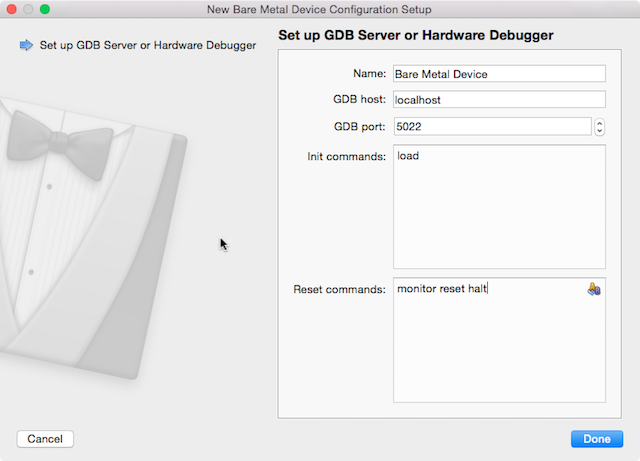 New Bare Metal Device Configuration Setup
Set up GDB Server or Hardware Debugger
Set up GDB Server or Hardware Debugger
Name: Bare Metal Device
GDB host: localhost
GDB port: 5022
Init commands: load
Reset commands: monitor reset halt
Cancel
Done